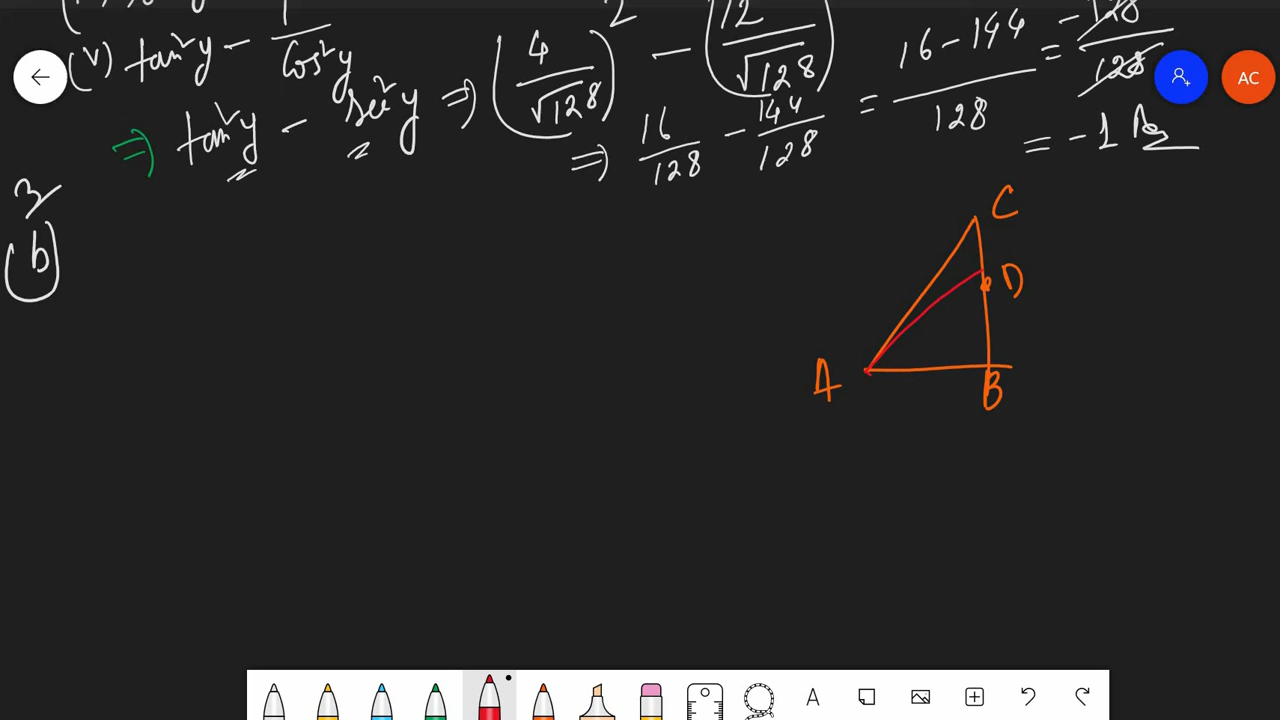 (v) tan²y - 1/cos²y
⇒ tan²y - sec²y ⇒ (4/√128)² - (12/√128)
⇒ 16/128 - 144/128 = 16-144/128 = -128/128
= -1 Ans
3
(b)
C
D
A
B
AC
A